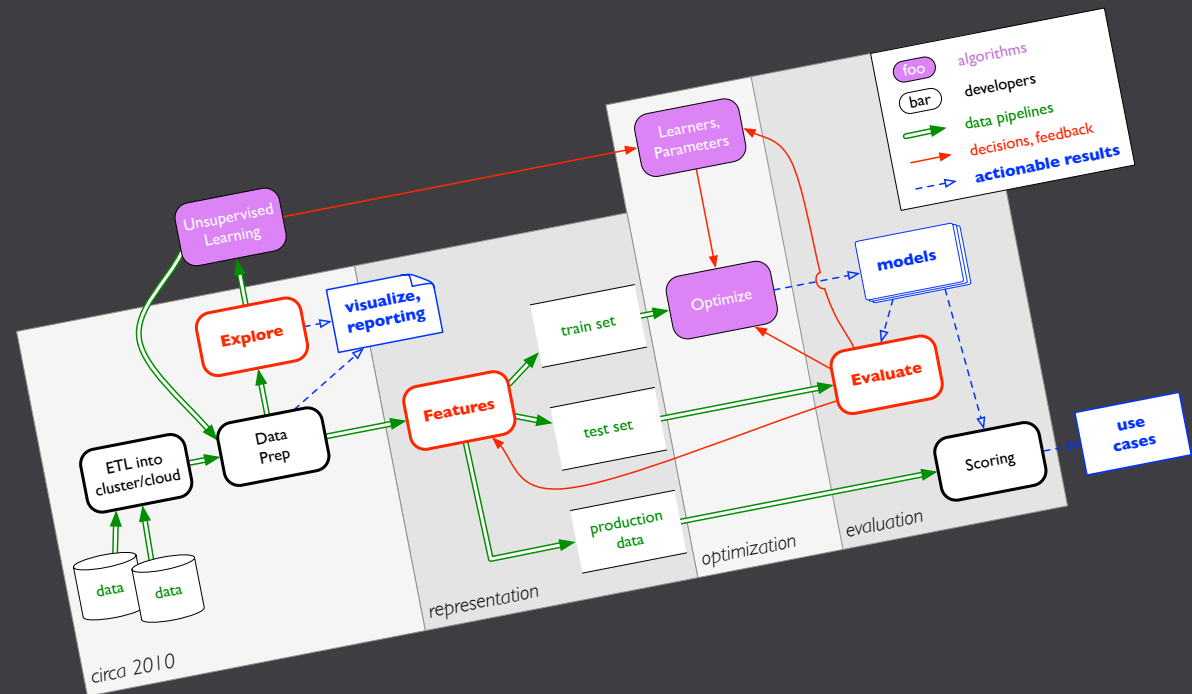 foo
algorithms
bar
developers
data pipelines
decisions, feedback
actionable results
Learners,
Parameters
Unsupervised
Learning
Explore
visualize,
reporting
train set
Optimize
models
Features
test set
Evaluate
Data
Prep
ETL into
cluster/cloud
Scoring
use
cases
production
data
data
data
circa 2010
representation
optimization
evaluation